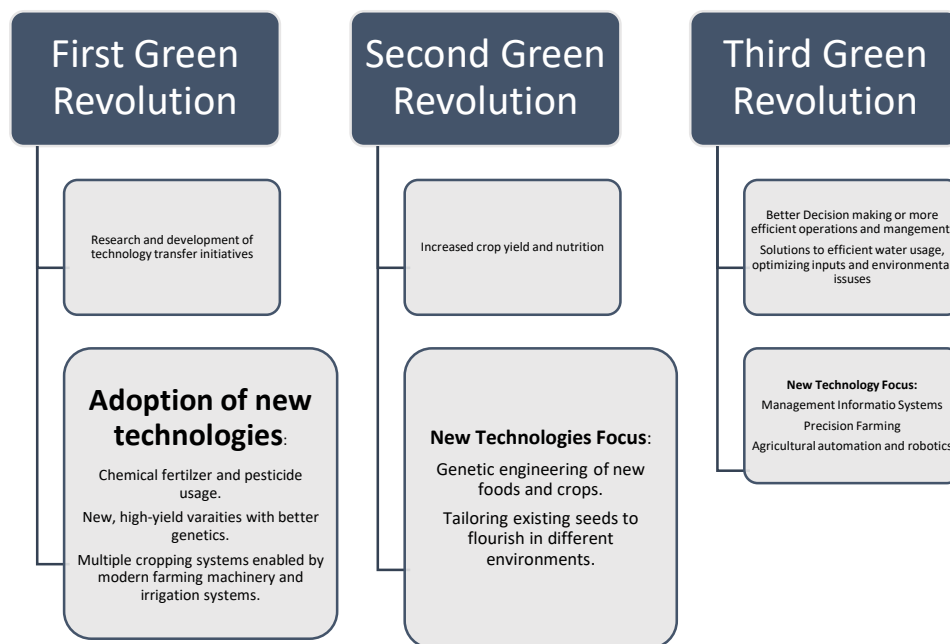 First Green
Revolution
Research and development of
technology transfer initiatives
Adoption of new
technologies:
Chemical fertilzer and pesticide
usage.
New, high-yield varaities with better
genetics.
Multiple cropping systems enabled by
modern farming machinery and
irrigation systems.
Second Green
Revolution
Increased crop yield and nutrition
New Technologies Focus:
Genetic engineering of new
foods and crops.
Tailoring existing seeds to
flourish in different
environments.
Third Green
Revolution
Better Decision making or more
efficient operations and mangement
Solutions to efficient water usage,
optimizing inputs and environmenta
issuses
New Technology Focus:
Management Informatio Systems
Precision Farming
Agricultural automation and robotics